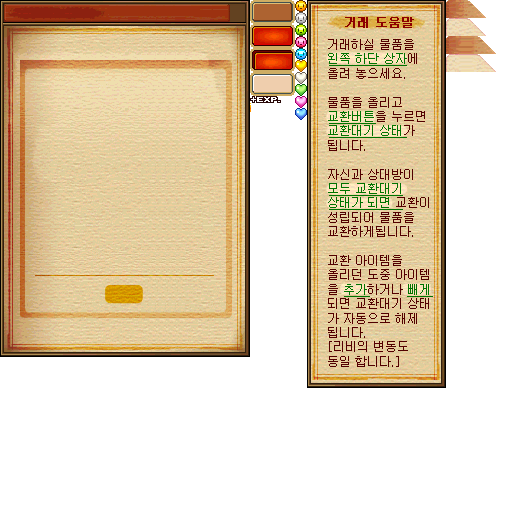 +EXP.
거래 도움말
거래하실 물품을
왼쪽 하단 상자에
올려 놓으세요.
물품을 올리고
교환버튼을 누르면
교환대기 상태가
됩니다.
자신과 상대방이
모두 교환대기
상태가 되면 교환이
성립되어 물품을
교환하게됩니다.
교환 아이템을
올리던 도중 아이템
을 추가하거나 빼게
되면 교환대기 상태
가 자동으로 해제
됩니다.
[리비의 변동도
동일 합니다.]